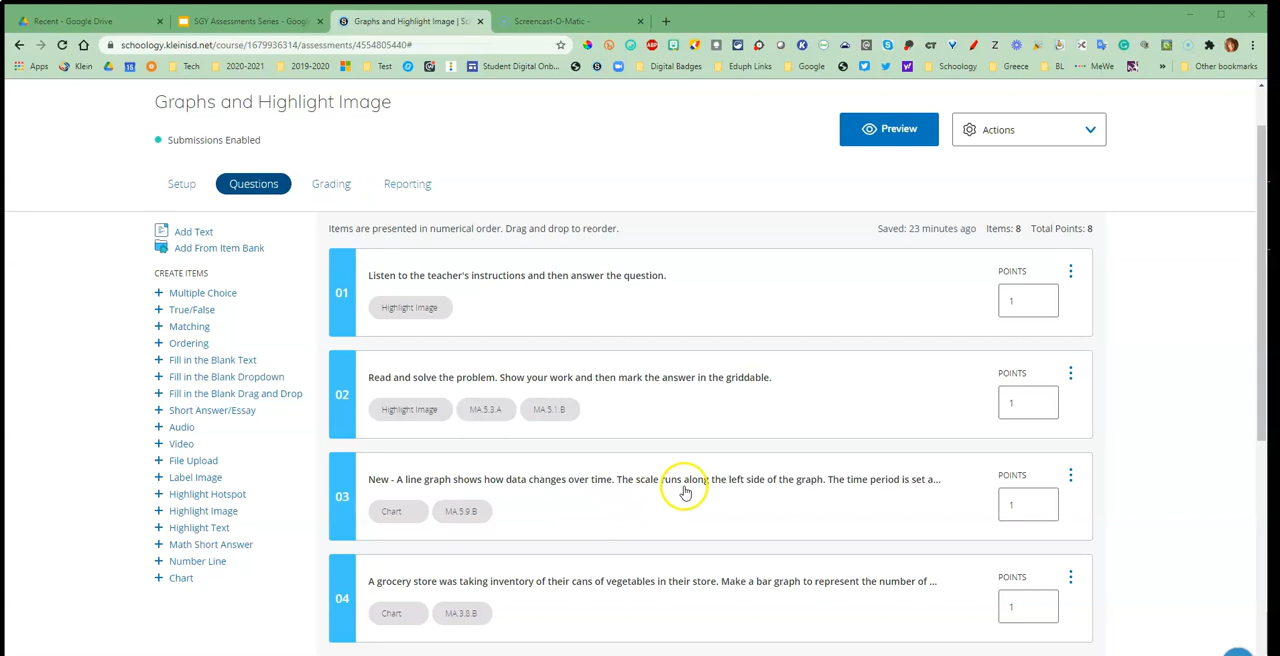 Recent - Google Drive
SGY Assessments Series - Google
Graphs and Highlight Image | Sc
Screencast-O-Matic -
schoology.kleinisd.net/course/1679936314/assessments/4554805440#
Apps
Klein
Tech
2020-2021
2019-2020
Test
Student Digital Onb...
Digital Badges
Eduph Links
Google
Schoology
Greece
BL
MeWe
Other bookmarks
Graphs and Highlight Image
Submissions Enabled
Preview
Actions
Setup
Questions
Grading
Reporting
Add Text
Add From Item Bank
CREATE ITEMS
Multiple Choice
True/False
Matching
Ordering
Fill in the Blank Text
Fill in the Blank Dropdown
Fill in the Blank Drag and Drop
Short Answer/Essay
Audio
Video
File Upload
Label Image
Highlight Hotspot
Highlight Image
Highlight Text
Math Short Answer
Number Line
Chart
Items are presented in numerical order. Drag and drop to reorder.
Saved: 23 minutes ago Items: 8 Total Points: 8
01
Listen to the teacher's instructions and then answer the question.
Highlight Image
POINTS
1
02
Read and solve the problem. Show your work and then mark the answer in the griddable.
Highlight Image MA.5.3.A MA.5.1.B
POINTS
1
03
New - A line graph shows how data changes over time. The scale runs along the left side of the graph. The time period is set a...
Chart MA.5.9.B
POINTS
1
04
A grocery store was taking inventory of their cans of vegetables in their store. Make a bar graph to represent the number of ...
Chart MA.3.8.B
POINTS
1